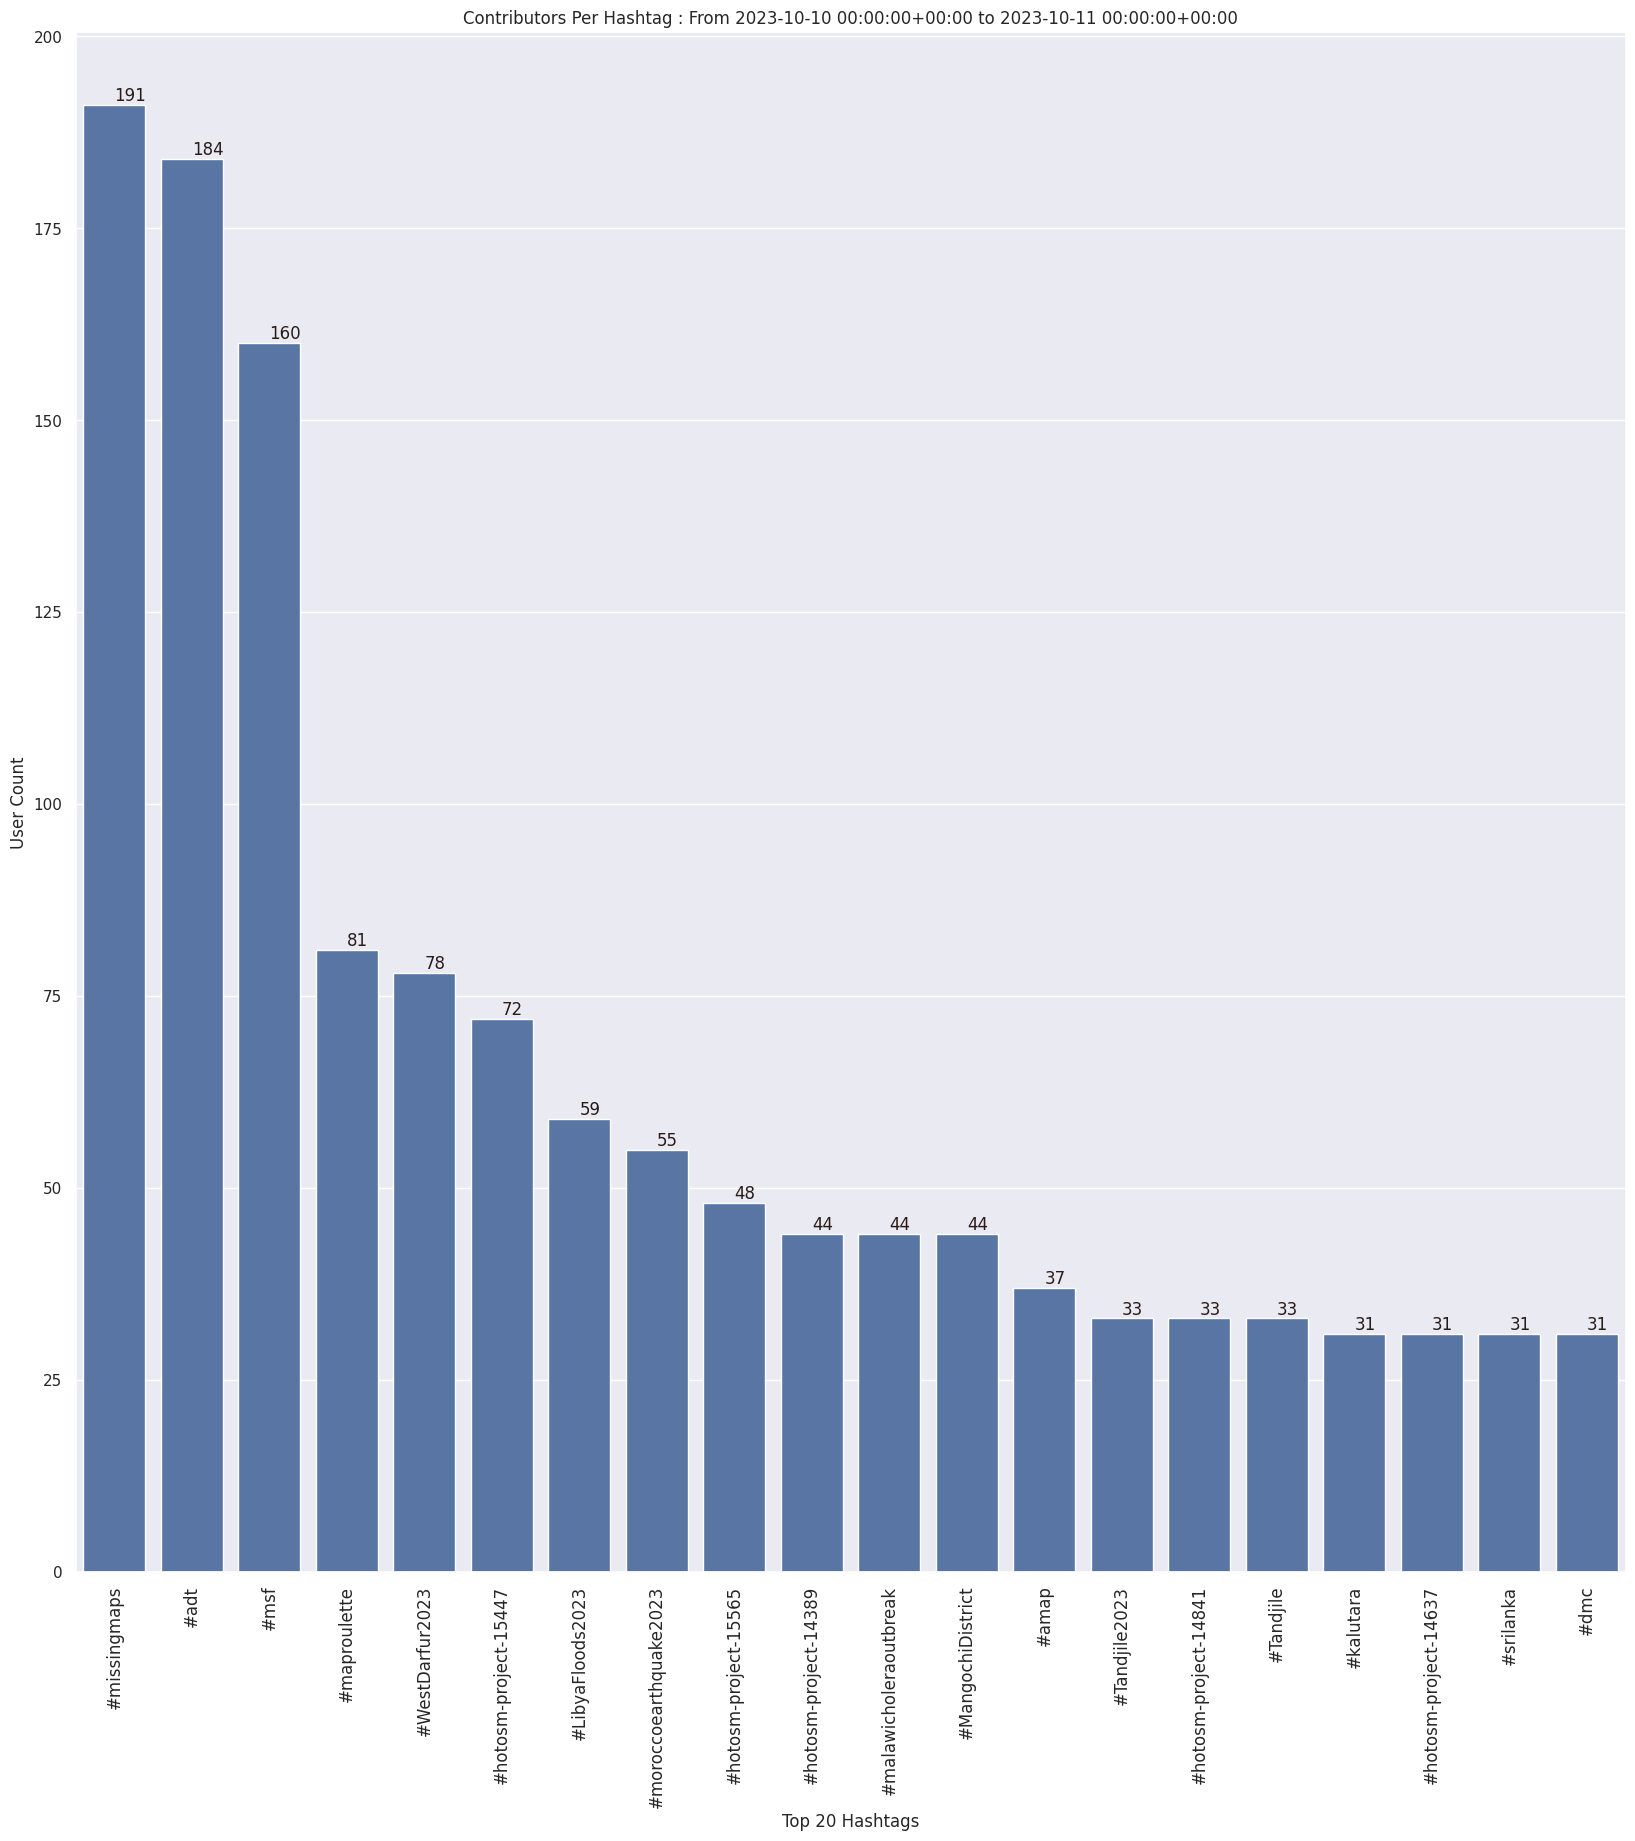 Contributors Per Hashtag : From 2023-10-10 00:00:00+00:00 to 2023-10-11 00:00:00+00:00
User Count
200
175
150
125
100
75
50
25
0
191
184
160
81
78
72
59
55
48
44
44
44
37
33
33
33
31
31
31
31
#missingmaps
#adt
#msf
#maproulette
#WestDarfur2023
#hotosm-project-15447
#LibyaFloods2023
#moroccoearthquake2023
#hotosm-project-15565
#hotosm-project-14389
#malawicholeraoutbreak
#MangochiDistrict
#amap
#Tandjile2023
#hotosm-project-14841
#Tandjile
#kalutara
#hotosm-project-14637
#srilanka
#dmc
Top 20 Hashtags